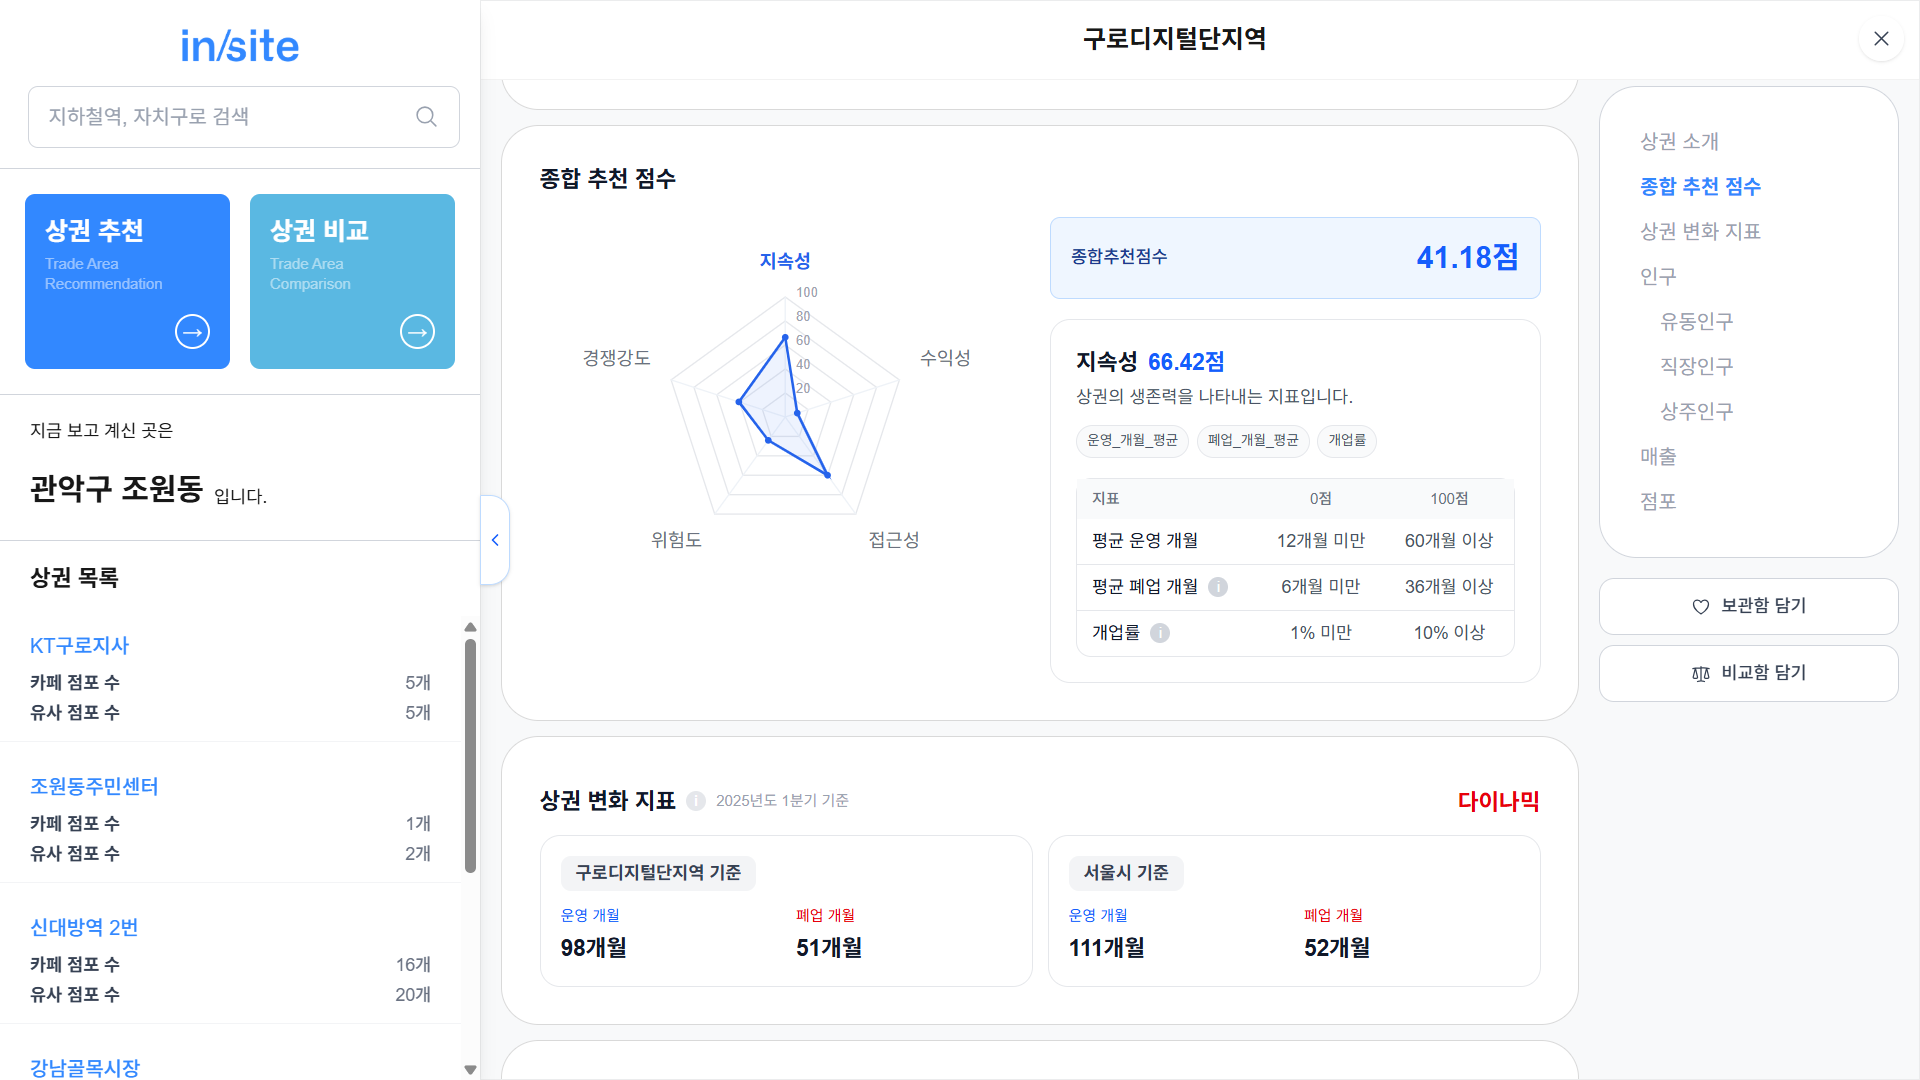 in/site
지하철역, 자치구로 검색
상권 추천
Trade Area
Recommendation
상권 비교
Trade Area
Comparison
지금 보고 계신 곳은
관악구 조원동 입니다.
상권 목록
KT구로지사
카페 점포 수 5개
유사 점포 수 5개
조원동주민센터
카페 점포 수 1개
유사 점포 수 2개
신대방역 2번
카페 점포 수 16개
유사 점포 수 20개
강남골목시장
구로디지털단지역
종합 추천 점수
지속성
100
80
60
40
20
경쟁강도
수익성
위험도
접근성
종합추천점수 41.18점
지속성 66.42점
상권의 생존력을 나타내는 지표입니다.
운영_개월_평균 폐업_개월_평균 개업률
지표 0점 100점
평균 운영 개월 12개월 미만 60개월 이상
평균 폐업 개월 6개월 미만 36개월 이상
개업률 1% 미만 10% 이상
상권 변화 지표 2025년도 1분기 기준 다이나믹
구로디지털단지역 기준
운영 개월 폐업 개월
98개월 51개월
서울시 기준
운영 개월 폐업 개월
111개월 52개월
상권 소개
종합 추천 점수
상권 변화 지표
인구
유동인구
직장인구
상주인구
매출
점포
보관함 담기
비교함 담기